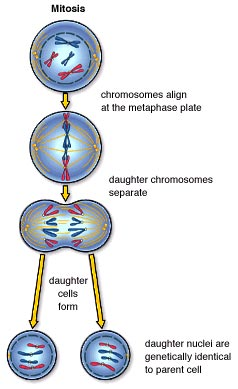 Mitosis
chromosomes align
at the metaphase plate
daughter chromosomes
separate
daughter
cells
form
daughter nuclei are
genetically identical
to parent cell